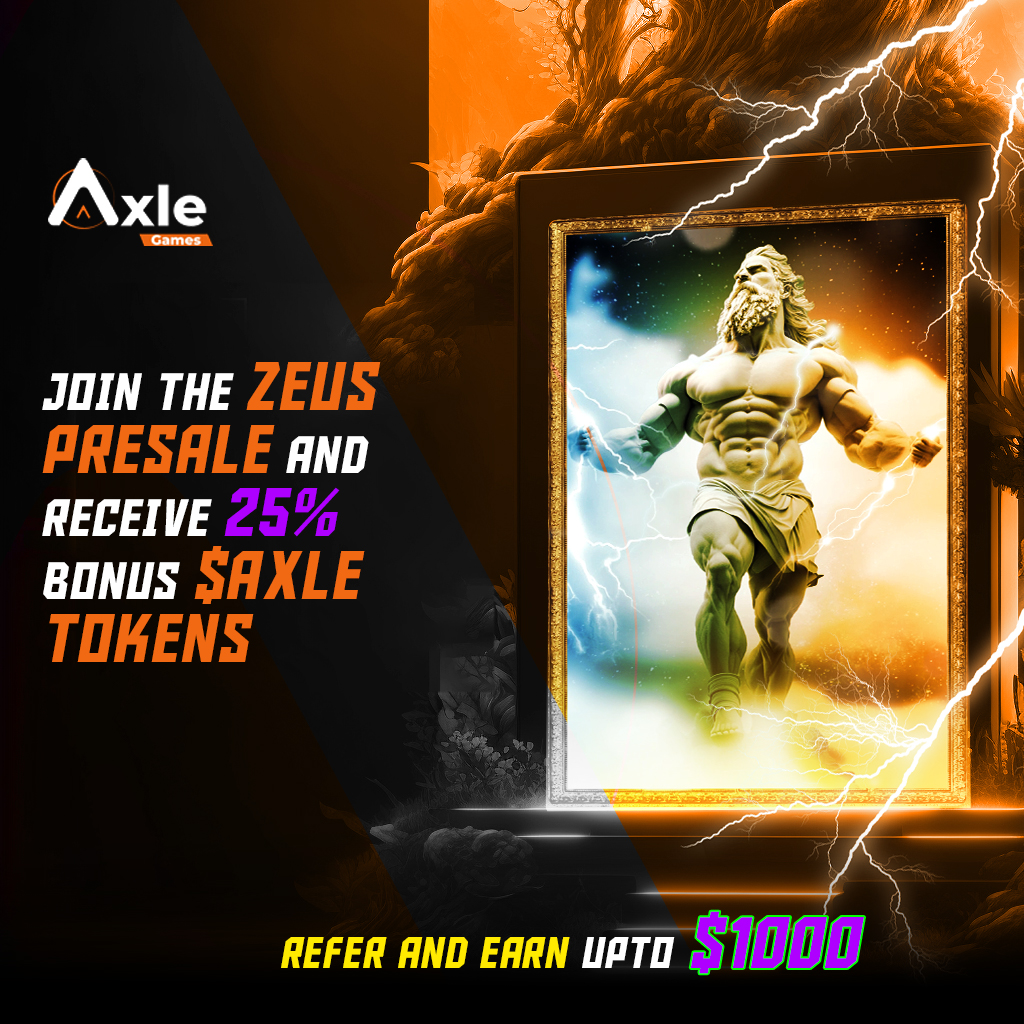 Axle
Games
JOIN THE ZEUS
PRESALE AND
RECEIVE 25%
BONUS $AXLE
TOKENS
REFER AND EARN UPTO $1000